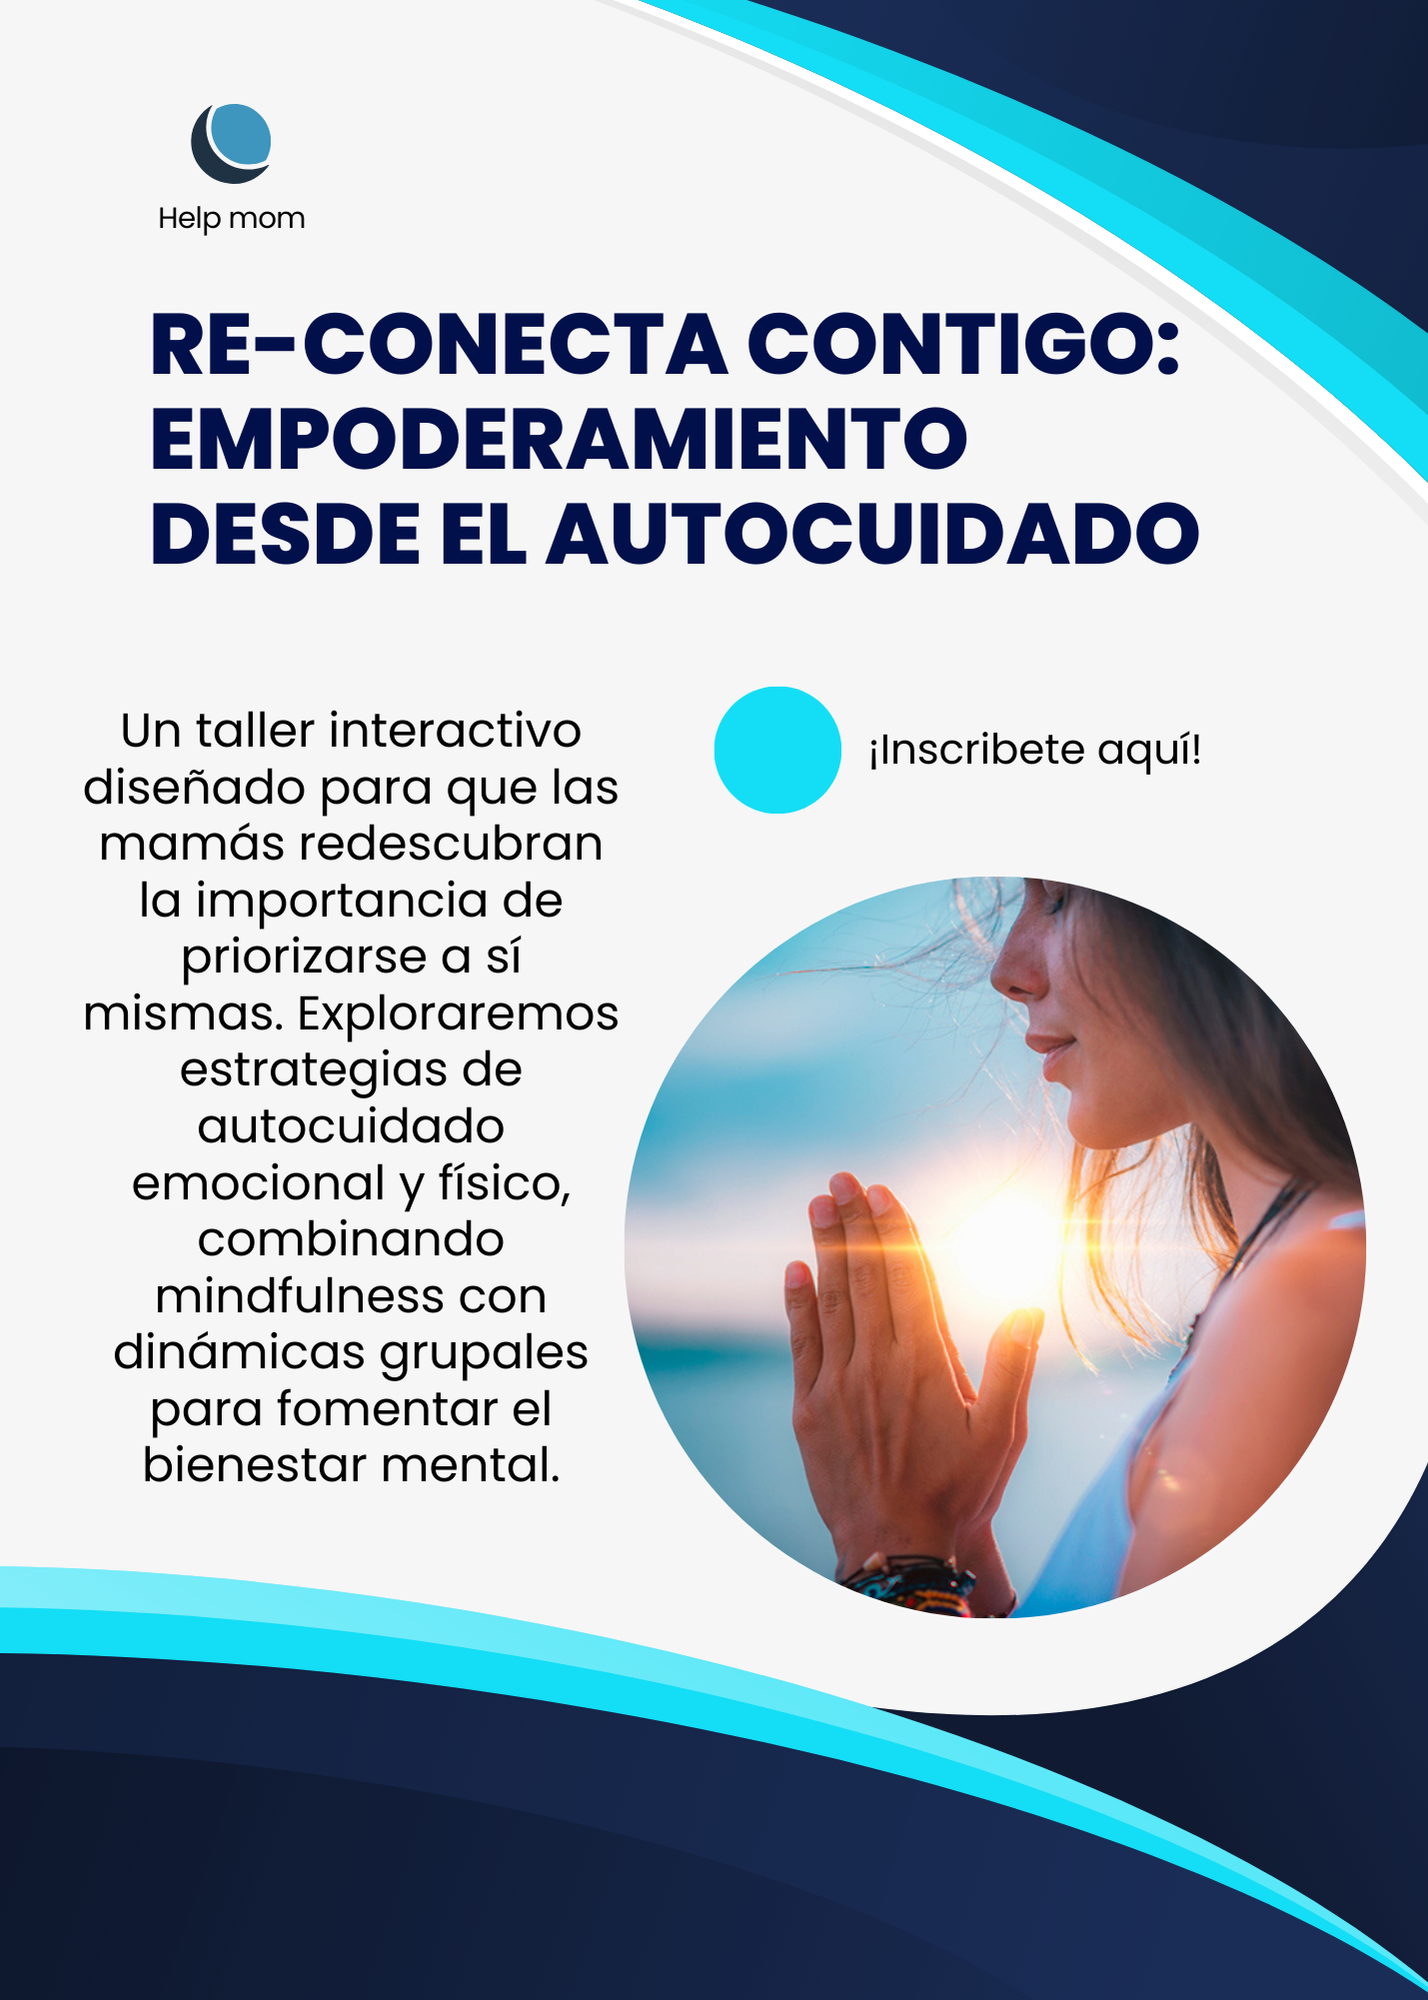 Help mom
RE-CONECTA CONTIGO:
EMPODERAMIENTO
DESDE EL AUTOCUIDADO
Un taller interactivo
diseñado para que las
mamás redescubran
la importancia de
priorizarse a sí
mismas. Exploraremos
estrategias de
autocuidado
emocional y físico,
combinando
mindfulness con
dinámicas grupales
para fomentar el
bienestar mental.
¡Inscribete aquí!